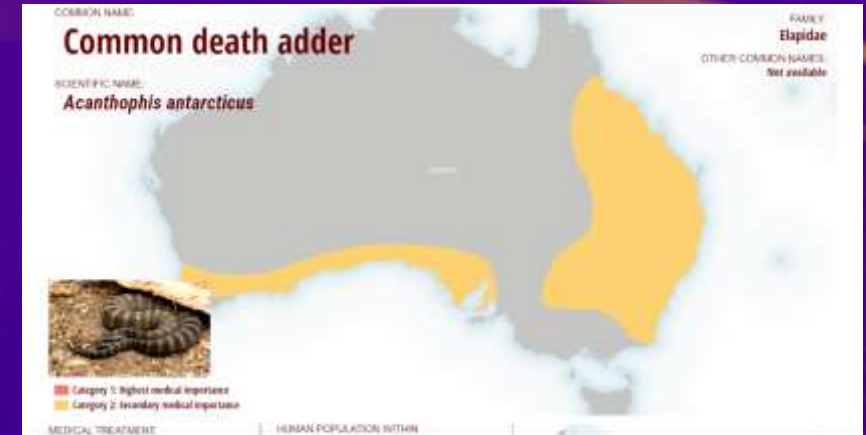 COMMON NAME:
Common death adder
SCIENTIFIC NAME:
Acanthophis antarcticus
FAMILY:
Elapidae
OTHER COMMON NAMES:
Not available
Category 1: Highest medical importance
Category 2: Secondary medical importance
MEDICAL TREATMENT
HUMAN POPULATION WITHIN